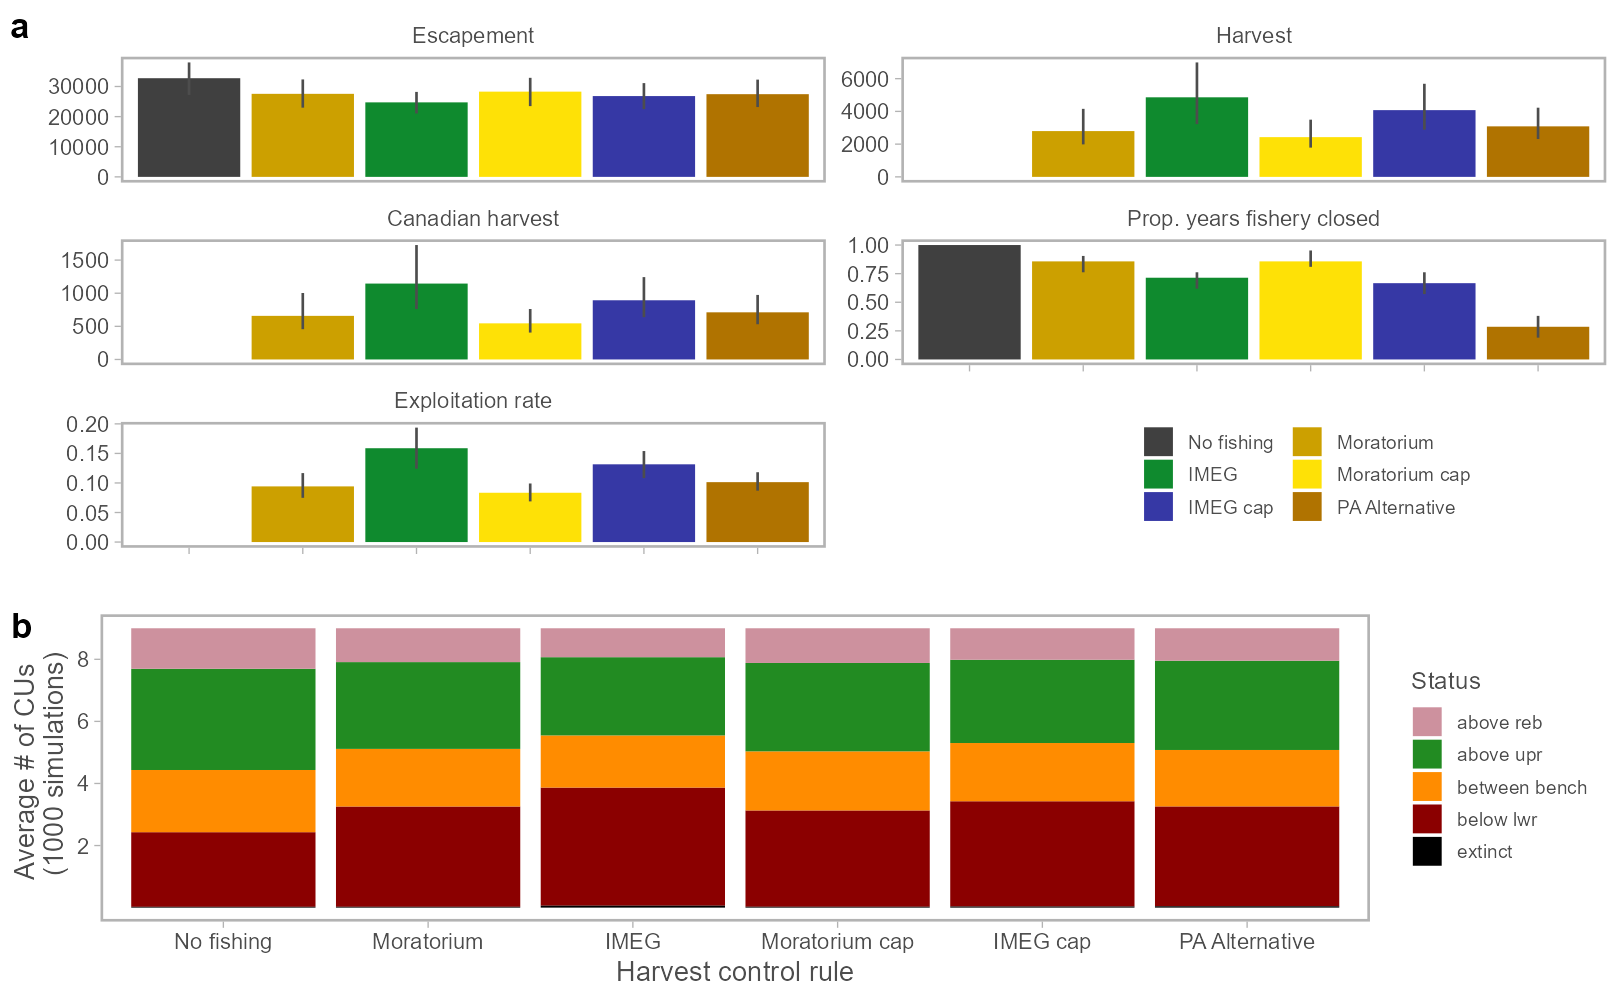 a
Escapement
30000
20000
10000
0
Harvest
6000
4000
2000
0
Canadian harvest
1500
1000
500
0
Prop. years fishery closed
1.00
0.75
0.50
0.25
0.00
Exploitation rate
0.20
0.15
0.10
0.05
0.00
No fishing
Moratorium
IMEG
Moratorium cap
IMEG cap
PA Alternative
b
Average # of CUs
(1000 simulations)
8
6
4
2
No fishing
Moratorium
IMEG
Moratorium cap
IMEG cap
PA Alternative
Harvest control rule
Status
above reb
above upr
between bench
below lwr
extinct